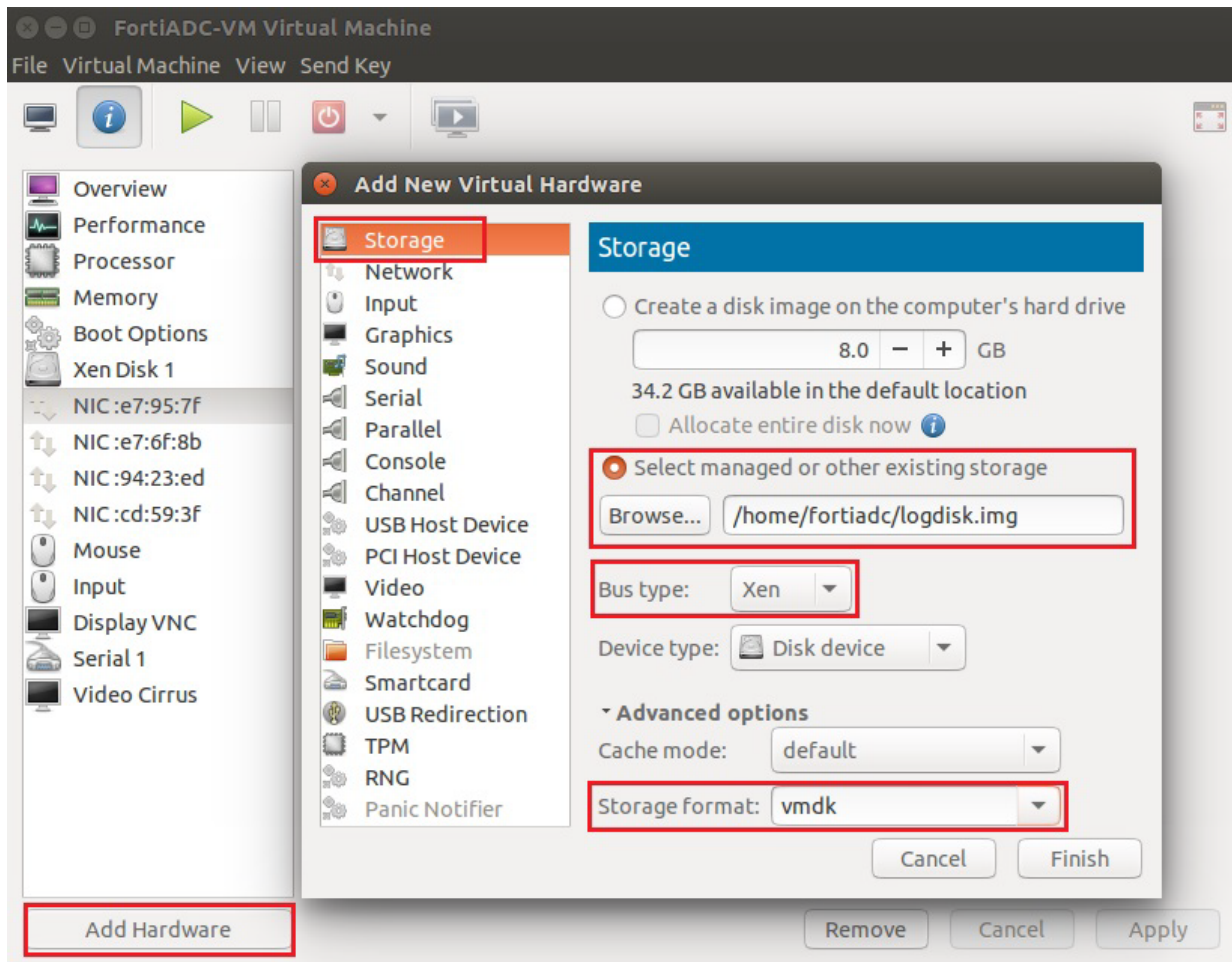 FortiADC-VM Virtual Machine
File Virtual Machine View Send Key
Overview
Performance
Processor
Memory
Boot Options
Xen Disk 1
NIC :e7:95:7f
NIC :e7:6f:8b
NIC :94:23:ed
NIC :cd:59:3f
Mouse
Input
Display VNC
Serial 1
Video Cirrus
Add Hardware
Add New Virtual Hardware
Storage
Network
Input
Graphics
Sound
Serial
Parallel
Console
Channel
USB Host Device
PCI Host Device
Video
Watchdog
Filesystem
Smartcard
USB Redirection
TPM
RNG
Panic Notifier
Storage
Create a disk image on the computer's hard drive
8.0 − + GB
34.2 GB available in the default location
Allocate entire disk now
Select managed or other existing storage
Browse... /home/fortiadc/logdisk.img
Bus type: Xen
Device type: Disk device
Advanced options
Cache mode: default
Storage format: vmdk
Cancel Finish
Remove Cancel Apply